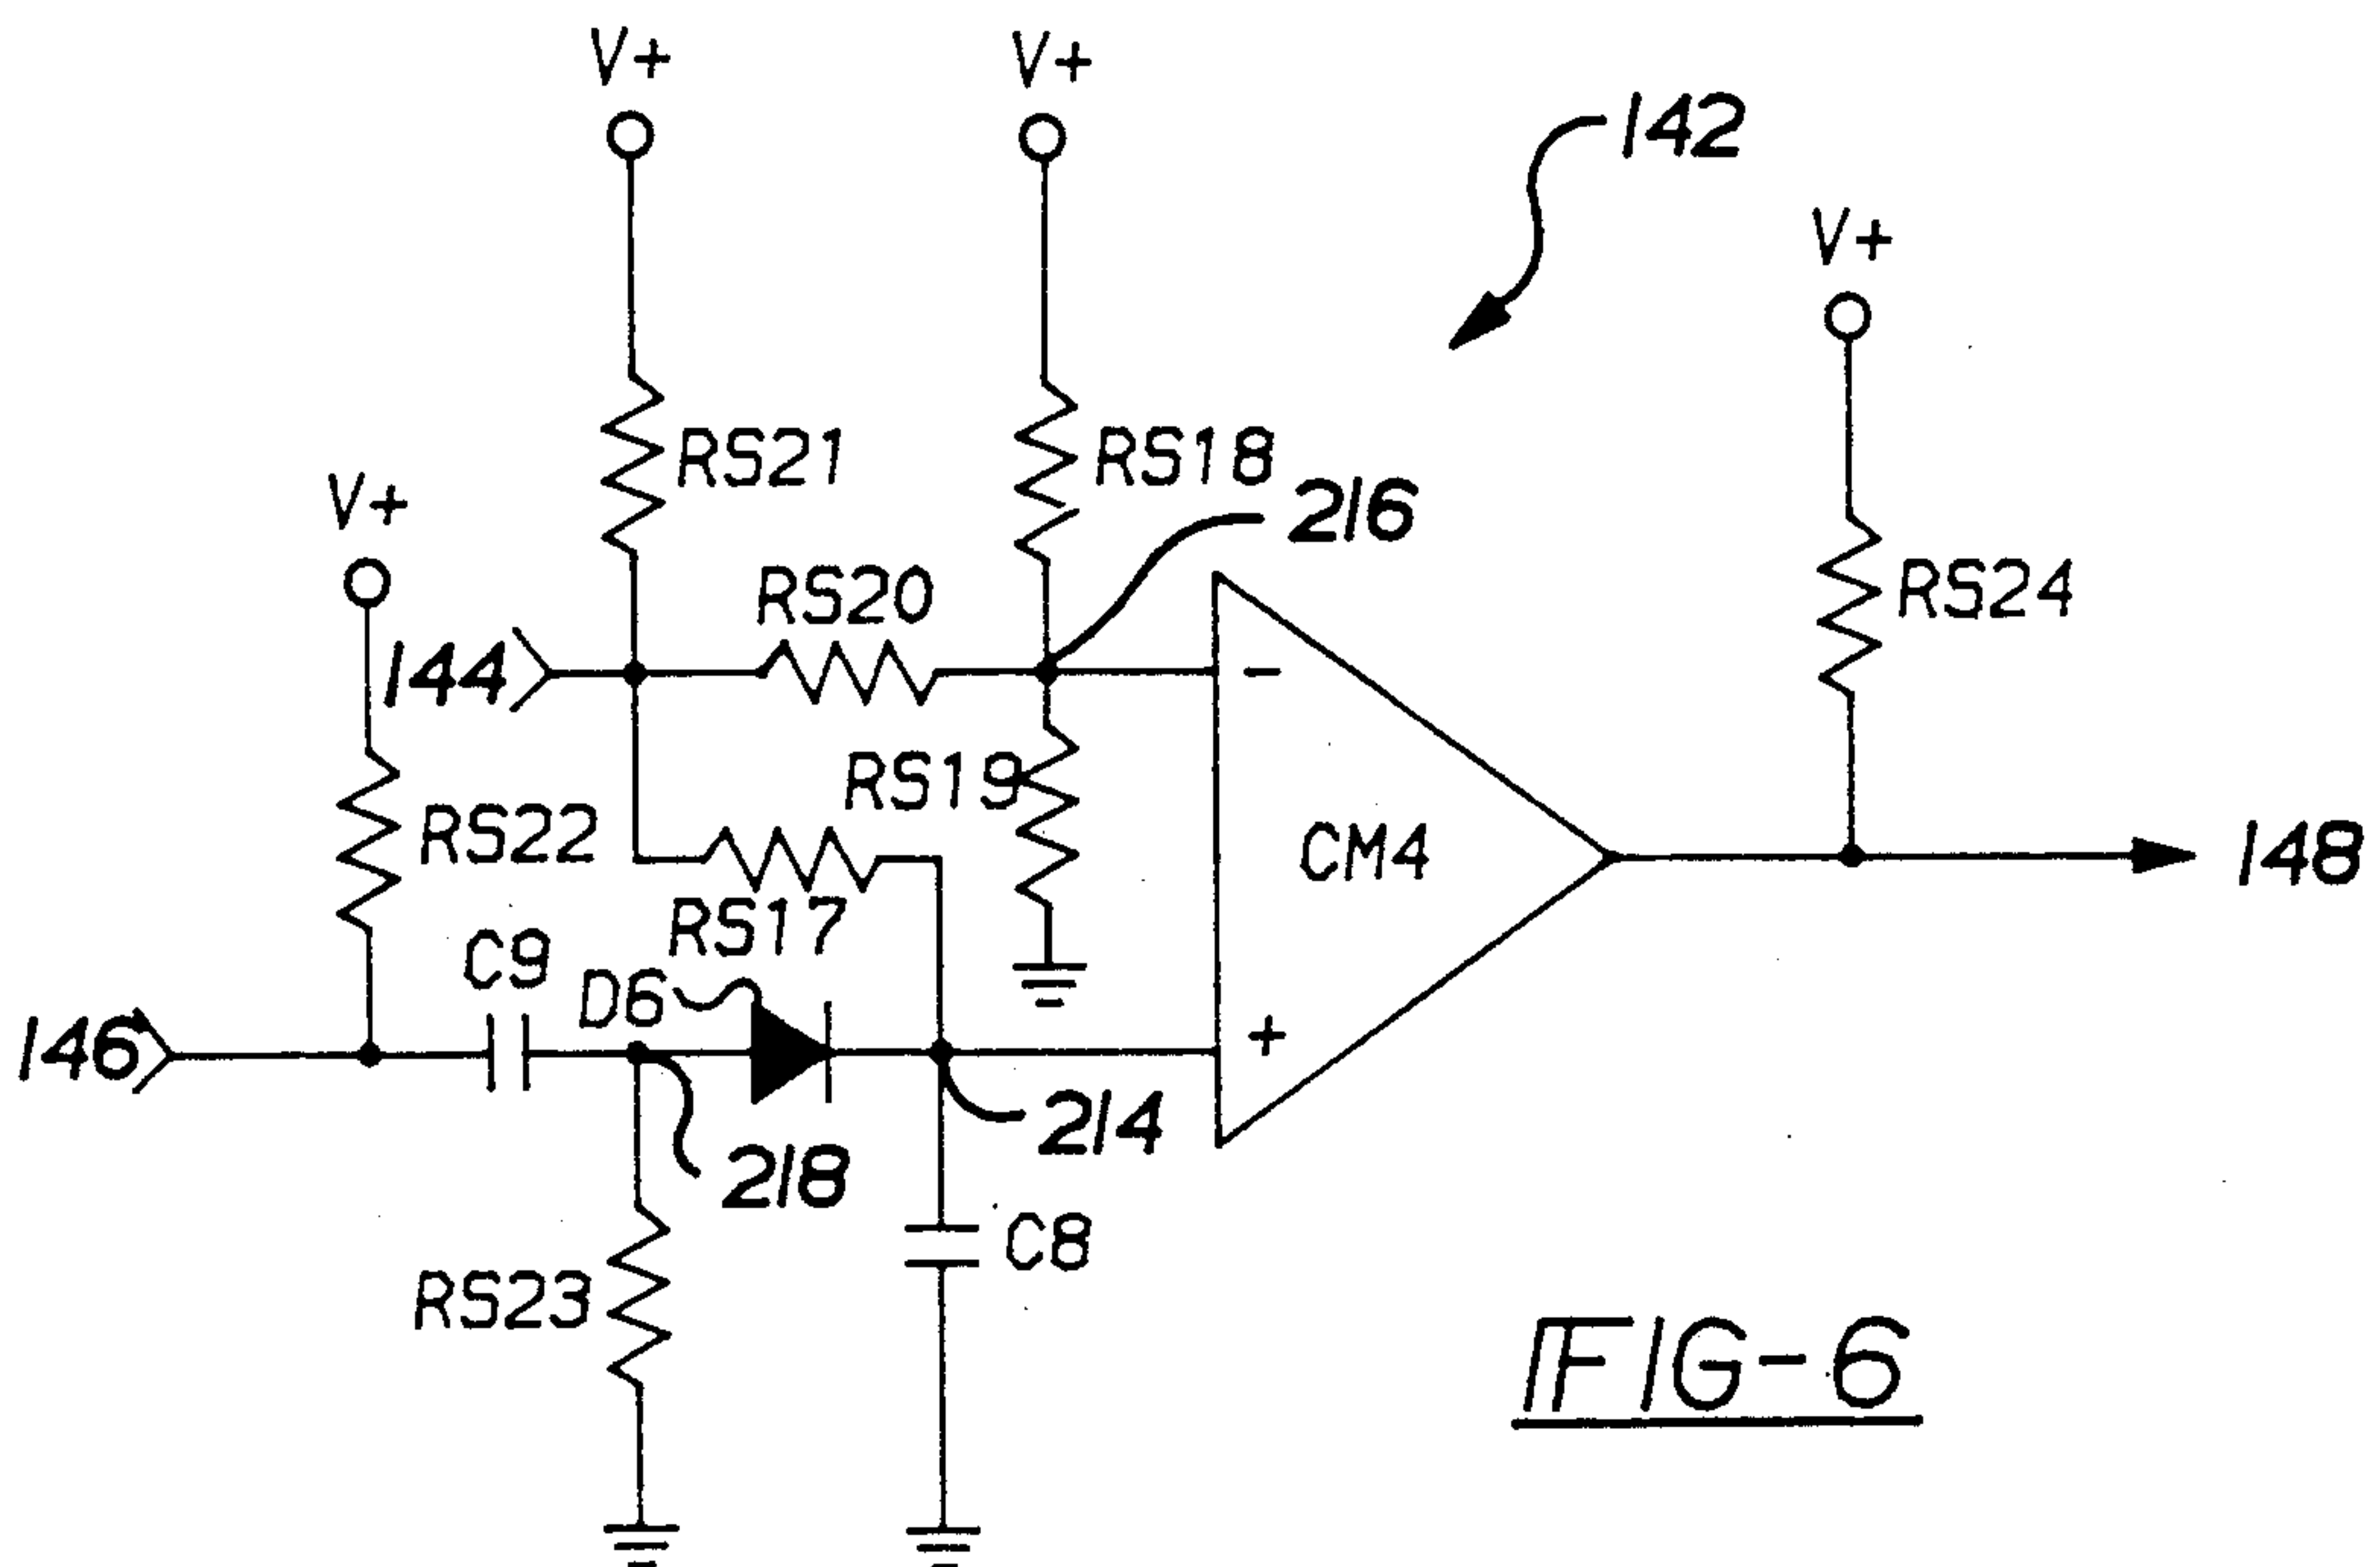 V+
V+
142
V+
RS21
RS18
216
V+
RS20
RS24
144
-
RS19
RS22
CM4
148
RS17
C9
D6
146
+
214
218
C8
RS23
FIG-6